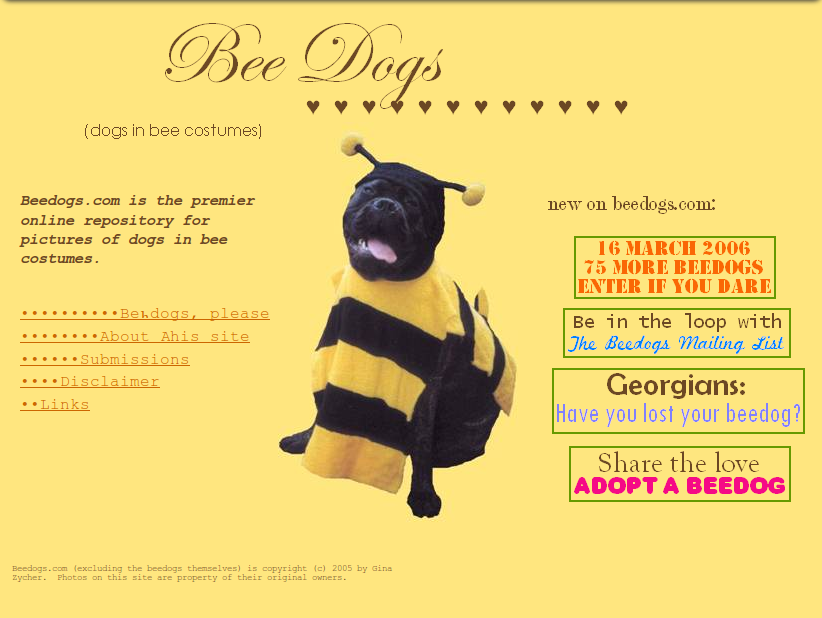 Bee Dogs
♥ ♥ ♥ ♥ ♥ ♥ ♥ ♥ ♥ ♥ ♥ ♥
(dogs in bee costumes)
Beedogs.com is the premier
online repository for
pictures of dogs in bee
costumes.
•••••••••• please
••••••••About Ahis site
••••••Submissions
••••Disclaimer
••Links
new on beedogs.com:
16 MARCH 2006
75 MORE BEEDOGS
ENTER IF YOU DARE
Be in the loop with
The Beedogs Mailing List
Georgians:
Have you lost your beedog?
Share the love
ADOPT A BEEDOG
Beedogs.com (excluding the beedogs themselves) is copyright (c) 2005 by Gina
Zycher. Photos on this site are property of their original owners.